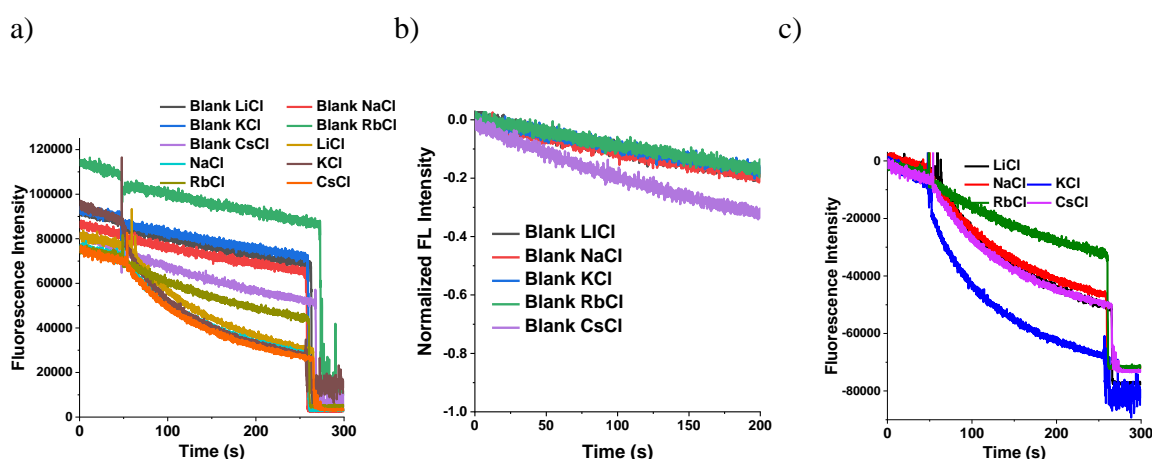 a)
b)
c)
Blank LiCl Blank NaCl
Blank KCl Blank RbCl
Blank CsCl LiCl
NaCl KCl
RbCl CsCl
Fluorescence Intensity
120000
100000
80000
60000
40000
20000
0
0 100 200 300
Time (s)
Normalized FL Intensity
0.0
-0.2
-0.4
-0.6
-0.8
-1.0
Blank LICl
Blank NaCl
Blank KCl
Blank RbCl
Blank CsCl
0 50 100 150 200
Time (s)
Fluorescence Intensity
0
-20000
-40000
-60000
-80000
LiCl
NaCl KCl
RbCl CsCl
0 100 200 300
Time (s)